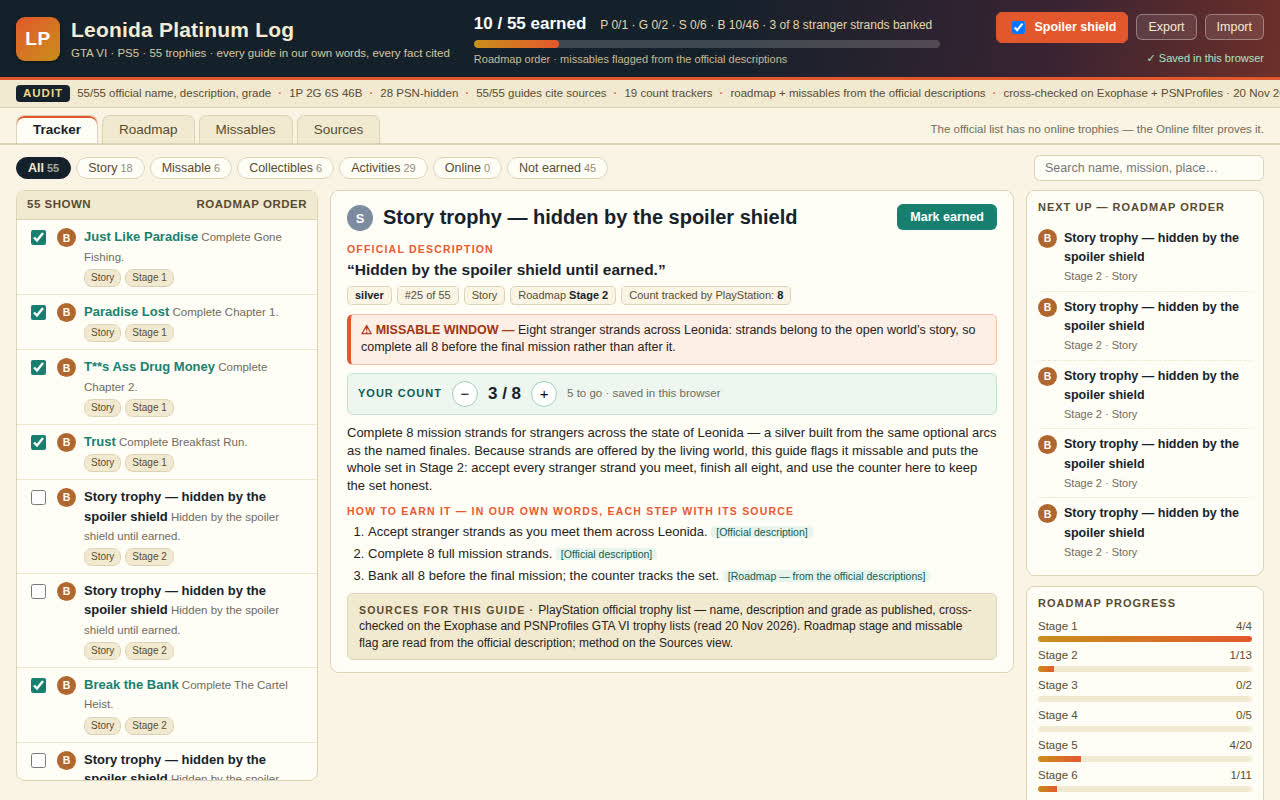 LP
Leonida Platinum Log
GTA VI · PS5 · 55 trophies · every guide in our own words, every fact cited
10 / 55 earned P 0/1 · G 0/2 · S 0/6 · B 10/46 · 3 of 8 stranger strands banked
Roadmap order · missables flagged from the official descriptions
Spoiler shield
Export
Import
✓ Saved in this browser
AUDIT 55/55 official name, description, grade · 1P 2G 6S 46B · 28 PSN-hidden · 55/55 guides cite sources · 19 count trackers · roadmap + missables from the official descriptions · cross-checked on Exophase + PSNProfiles · 20 Nov 2
Tracker Roadmap Missables Sources
The official list has no online trophies — the Online filter proves it.
All 55 Story 18 Missable 6 Collectibles 6 Activities 29 Online 0 Not earned 45
Search name, mission, place…
55 SHOWN ROADMAP ORDER
B Just Like Paradise Complete Gone
Fishing.
Story Stage 1
B Paradise Lost Complete Chapter 1.
Story Stage 1
B T**s Ass Drug Money Complete
Chapter 2.
Story Stage 1
B Trust Complete Breakfast Run.
Story Stage 1
B Story trophy — hidden by the
spoiler shield Hidden by the spoiler
shield until earned.
Story Stage 2
B Story trophy — hidden by the
spoiler shield Hidden by the spoiler
shield until earned.
Story Stage 2
B Break the Bank Complete The Cartel
Heist.
Story Stage 2
B Story trophy — hidden by the
spoiler shield Hidden by the spoiler
S Story trophy — hidden by the spoiler shield
Mark earned
OFFICIAL DESCRIPTION
“Hidden by the spoiler shield until earned.”
silver #25 of 55 Story Roadmap Stage 2 Count tracked by PlayStation: 8
⚠ MISSABLE WINDOW — Eight stranger strands across Leonida: strands belong to the open world’s story, so
complete all 8 before the final mission rather than after it.
YOUR COUNT − 3 / 8 + 5 to go · saved in this browser
Complete 8 mission strands for strangers across the state of Leonida — a silver built from the same optional arcs
as the named finales. Because strands are offered by the living world, this guide flags it missable and puts the
whole set in Stage 2: accept every stranger strand you meet, finish eight, and use the counter here to keep
the set honest.
HOW TO EARN IT — IN OUR OWN WORDS, EACH STEP WITH ITS SOURCE
1. Accept stranger strands as you meet them across Leonida. [Official description]
2. Complete 8 full mission strands. [Official description]
3. Bank all 8 before the final mission; the counter tracks the set. [Roadmap — from the official descriptions]
SOURCES FOR THIS GUIDE · PlayStation official trophy list — name, description and grade as published, cross-
checked on the Exophase and PSNProfiles GTA VI trophy lists (read 20 Nov 2026). Roadmap stage and missable
flag are read from the official description; method on the Sources view.
NEXT UP — ROADMAP ORDER
B Story trophy — hidden by the
spoiler shield
Stage 2 · Story
B Story trophy — hidden by the
spoiler shield
Stage 2 · Story
B Story trophy — hidden by the
spoiler shield
Stage 2 · Story
B Story trophy — hidden by the
spoiler shield
Stage 2 · Story
B Story trophy — hidden by the
spoiler shield
Stage 2 · Story
ROADMAP PROGRESS
Stage 1 4/4
Stage 2 1/13
Stage 3 0/2
Stage 4 0/5
Stage 5 4/20
Stage 6 1/11